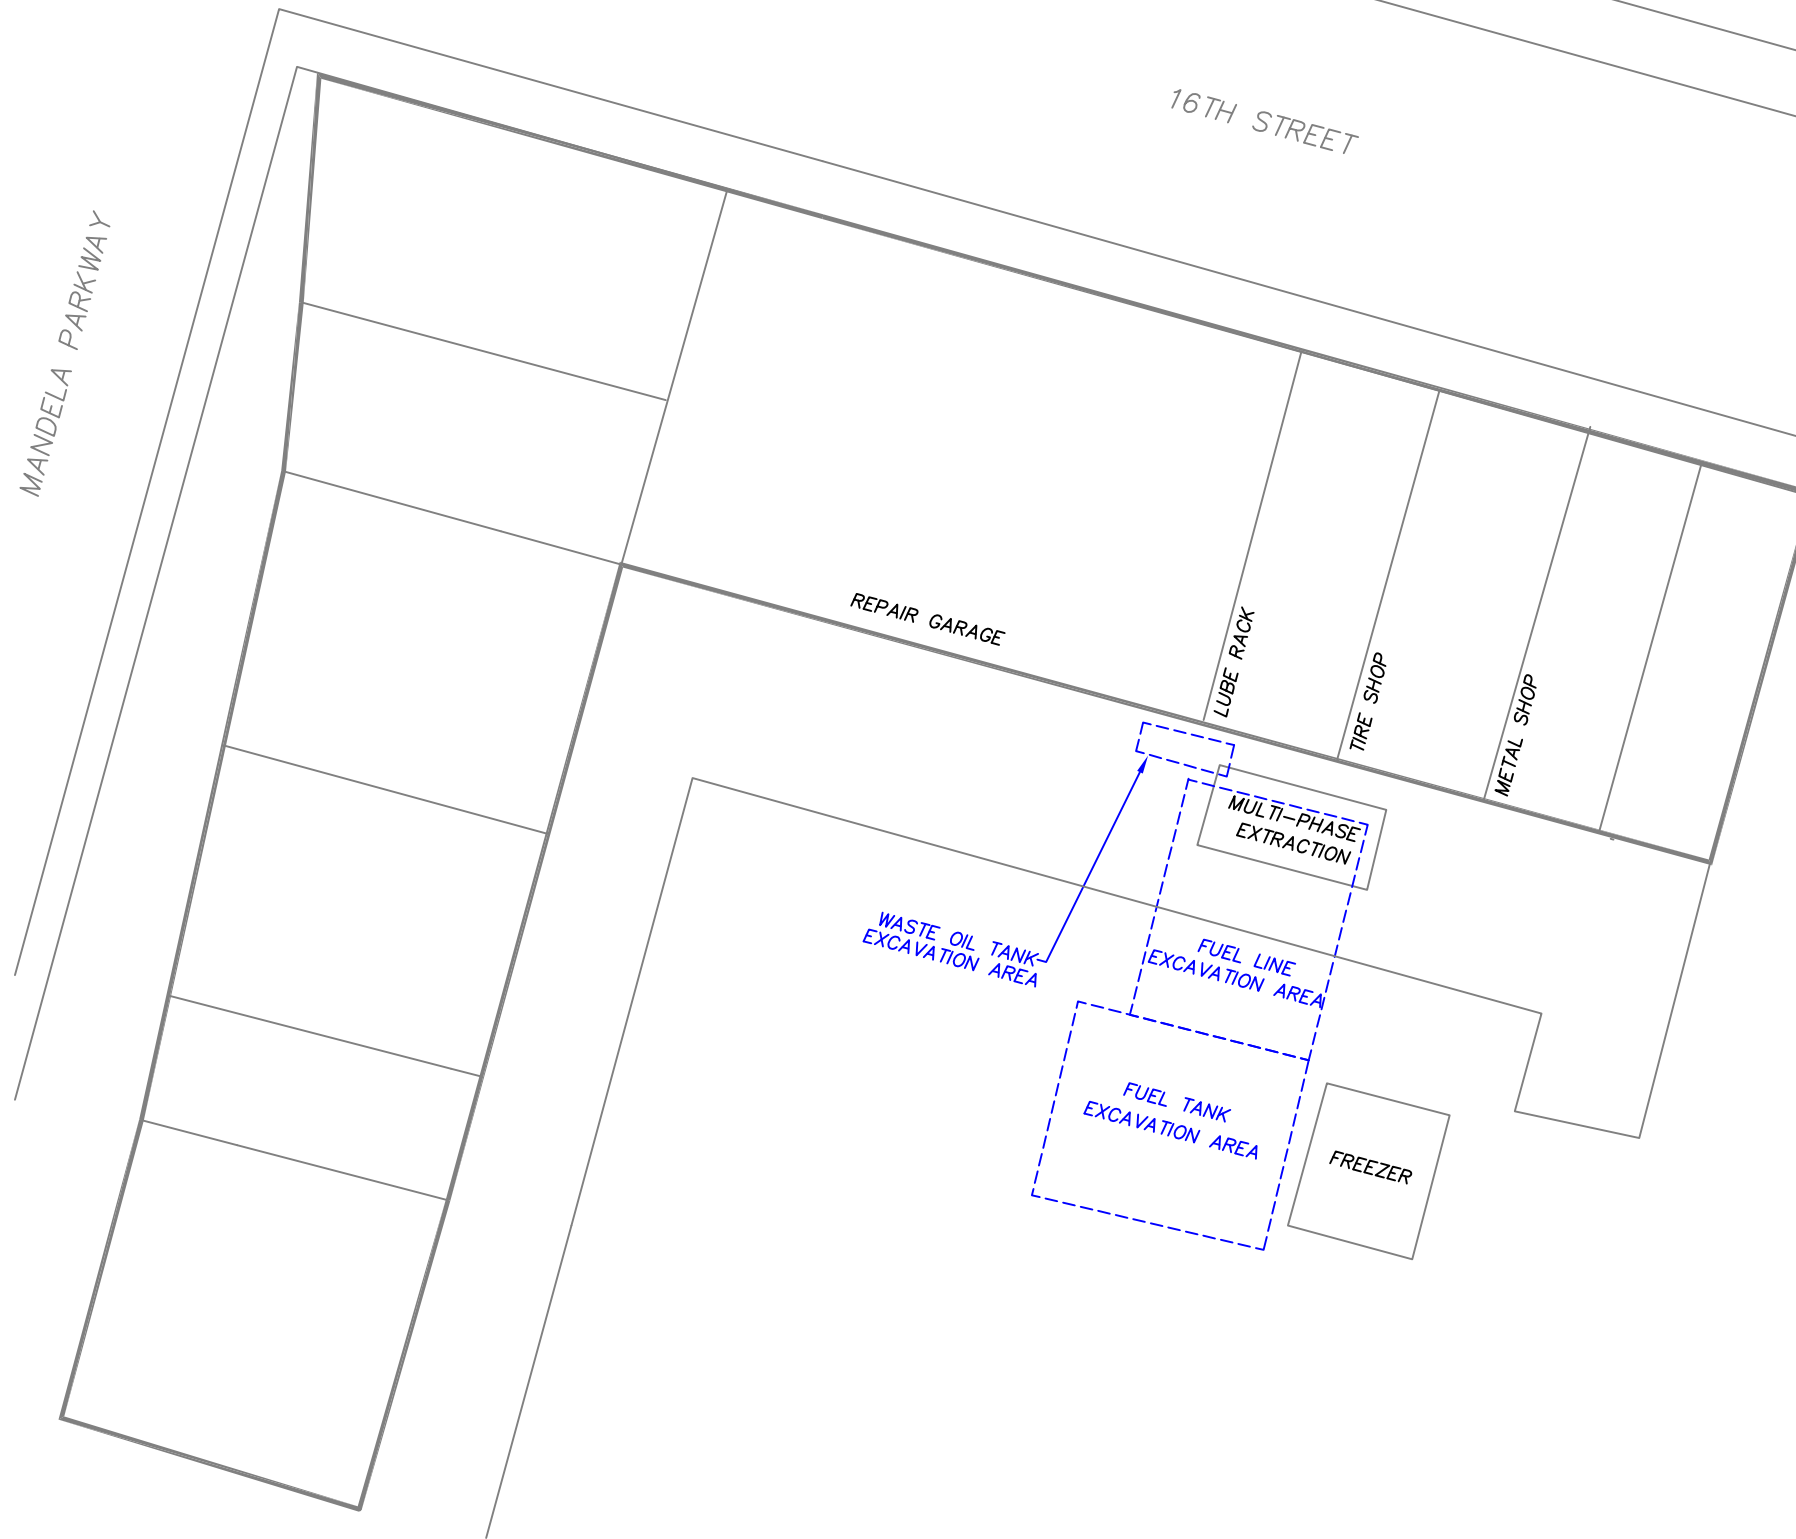 16TH STREET
MANDELA PARKWAY
REPAIR GARAGE
LUBE RACK
TIRE SHOP
METAL SHOP
MULTI-PHASE
EXTRACTION
WASTE OIL TANK
EXCAVATION AREA
FUEL LINE
EXCAVATION AREA
FUEL TANK
EXCAVATION AREA
FREEZER